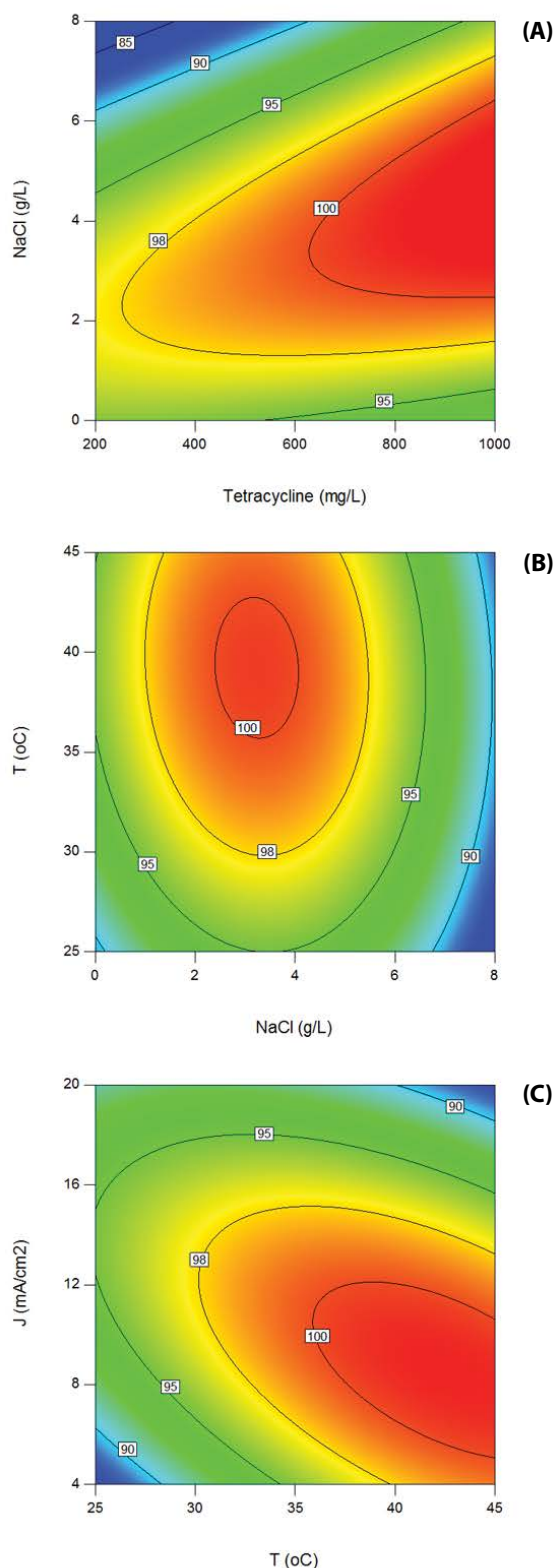 (A)
8
85
90
95
6
NaCl (g/L)
4
98
100
2
95
0
200 400 600 800 1000
Tetracycline (mg/L)
(B)
45
40
100
T (oC)
35
95
30
98
95
90
25
0 2 4 6 8
NaCl (g/L)
(C)
20
90
95
16
98
J (mA/cm2)
12
100
8
95
90
4
25 30 35 40 45
T (oC)